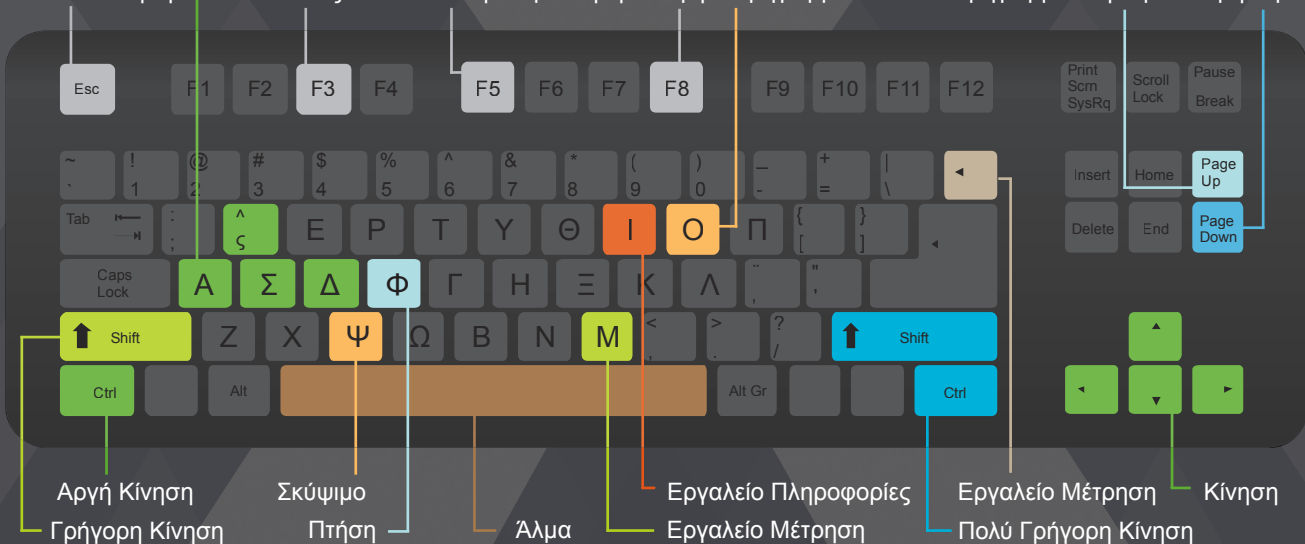 Esc F1 F2 F3 F4 F5 F6 F7 F8 F9 F10 F11 F12
Print Scrn SysRq
Scroll Lock
Pause Break
~ ! @ # $ % ^ & * ( ) _ + |
` 1 2 3 4 5 6 7 8 9 0 - = \
Insert Home Page Up
Tab : ; ^ ς Ε Ρ Τ Υ Θ Ι Ο Π { [ } ]
Delete End Page Down
Caps Lock Α Σ Δ Φ Γ Η Ξ Κ Λ ¨ ' " '
Shift Ζ Χ Ψ Ω Β Ν Μ < , > . ? / Shift
Ctrl Alt Alt Gr Ctrl
Αργή Κίνηση Σκύψιμο Εργαλείο Πληροφορίες Εργαλείο Μέτρηση Κίνηση
Γρήγορη Κίνηση Πτήση Άλμα Εργαλείο Μέτρηση Πολύ Γρήγορη Κίνηση